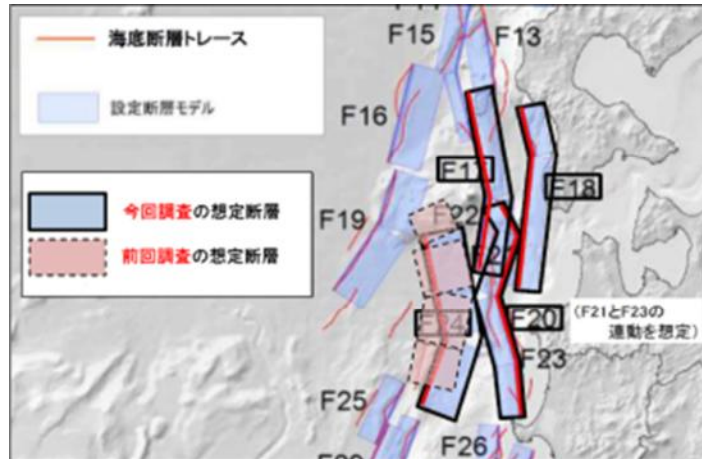 海底断層トレース
設定断層モデル
今回調査の想定断層
前回調査の想定断層
F15
F13
F16
F17
F18
F19
F22
F24
F20
(F21とF23の
連動を想定)
F23
F25
F26